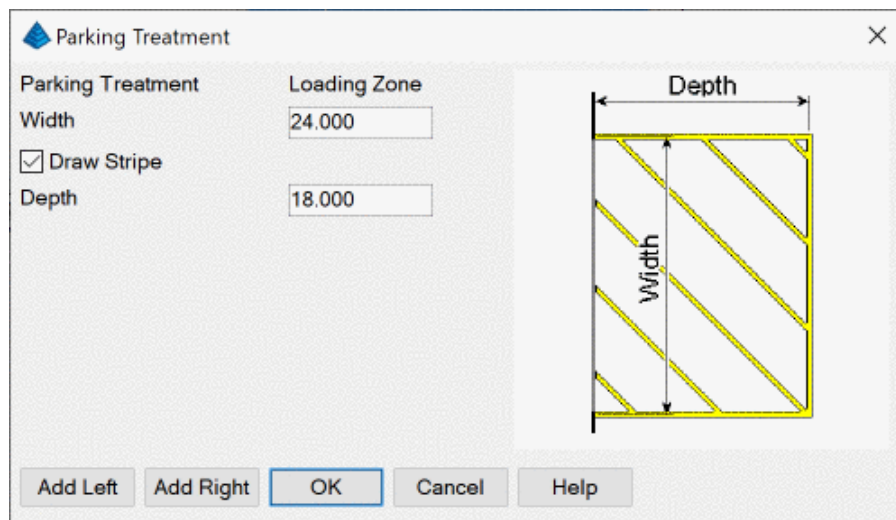 Parking Treatment
Parking Treatment Loading Zone
Width 24.000
Draw Stripe
Depth 18.000
Depth
Width
Add Left Add Right OK Cancel Help